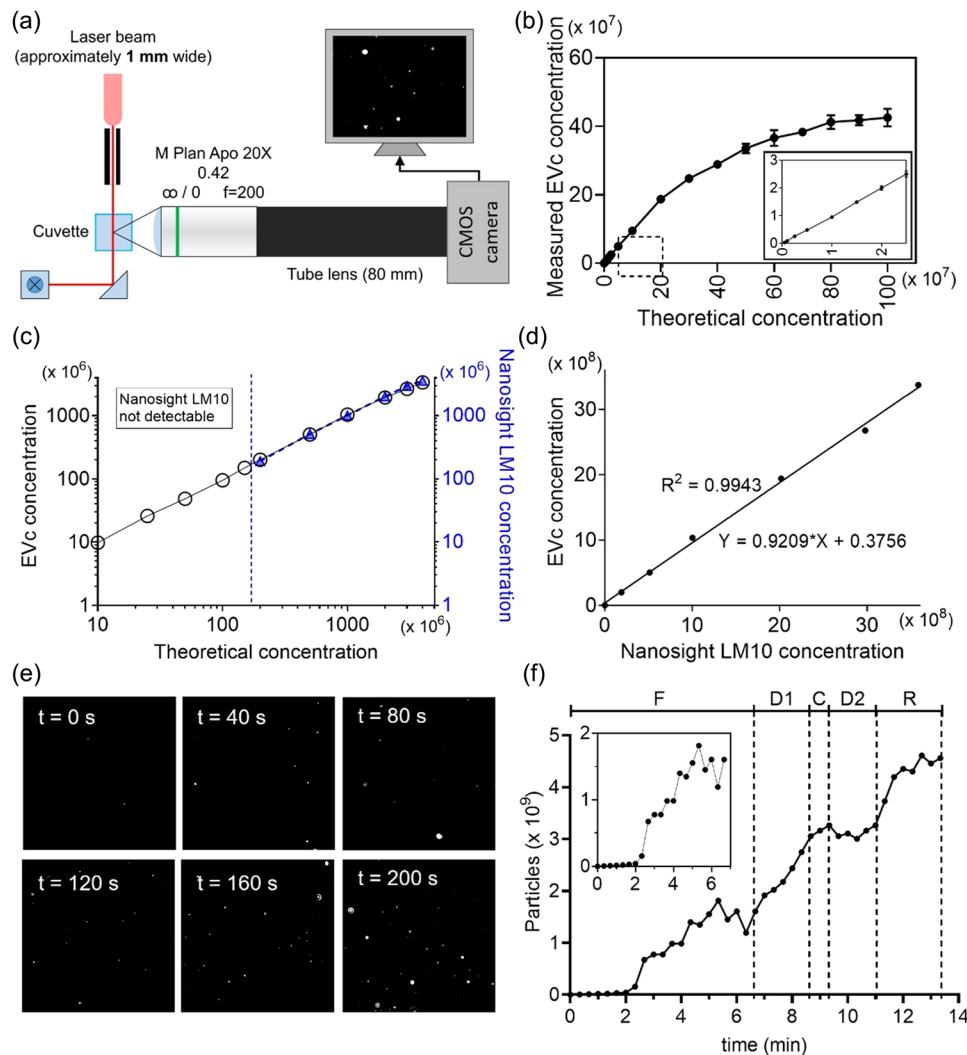 (a)
Laser beam
(approximately 1 mm wide)
M Plan Apo 20X
0.42
∞ / 0 f=200
Cuvette
CMOS camera
Tube lens (80 mm)
(b)
(x 10⁷)
Measured EVc concentration
60
40
20
0
3
2
1
0
0 1 2
0 20 40 60 80 100
(x 10⁷)
Theoretical concentration
(c)
(x 10⁶)
(x 10⁶)
Nanosight LM10
not detectable
EVc concentration
1000
100
10
1
Nanosight LM10 concentration
1000
100
10
1
10 100 1000
(x 10⁶)
Theoretical concentration
(d)
(x 10⁸)
EVc concentration
30
20
10
0
R² = 0.9943
Y = 0.9209*X + 0.3756
0 10 20 30
(x 10⁸)
Nanosight LM10 concentration
(e)
t = 0 s
t = 40 s
t = 80 s
t = 120 s
t = 160 s
t = 200 s
(f)
F D1 C D2 R
Particles (x 10⁹)
5
4
3
2
1
0
2
1
0
0 2 4 6
0 2 4 6 8 10 12 14
time (min)